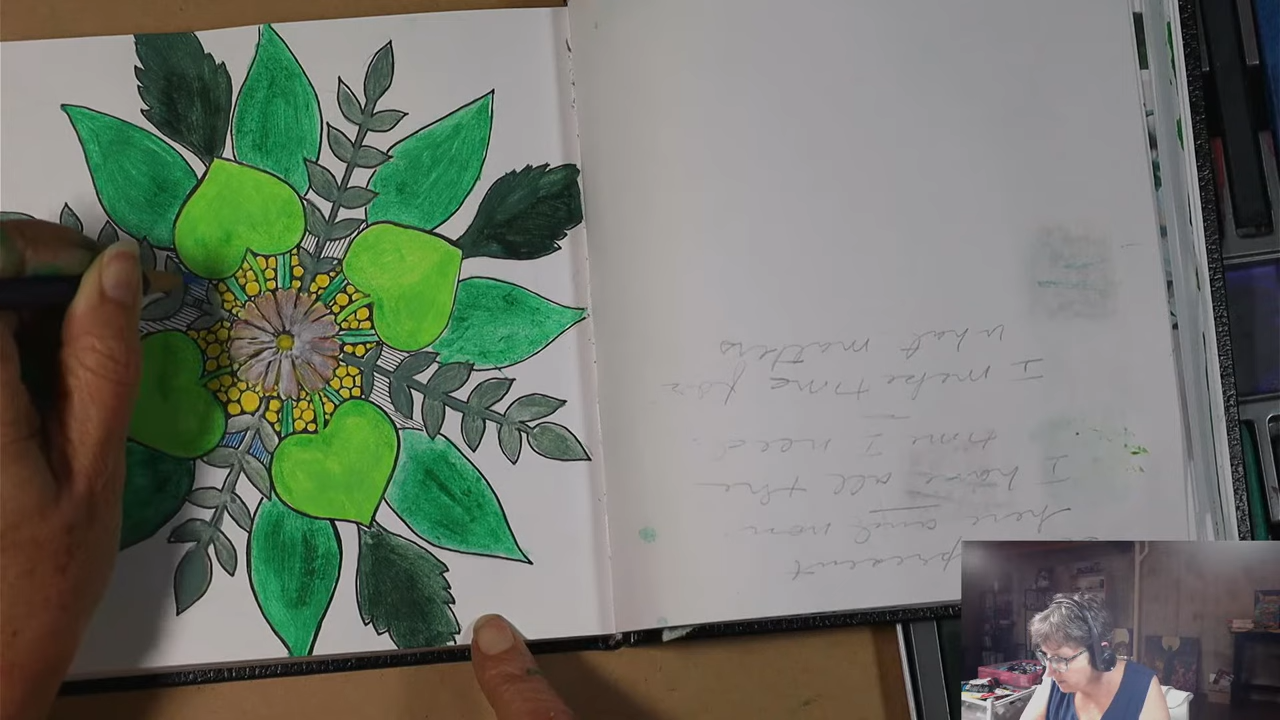 present
here and now
I have all the
time I need.
I make time for
what matters